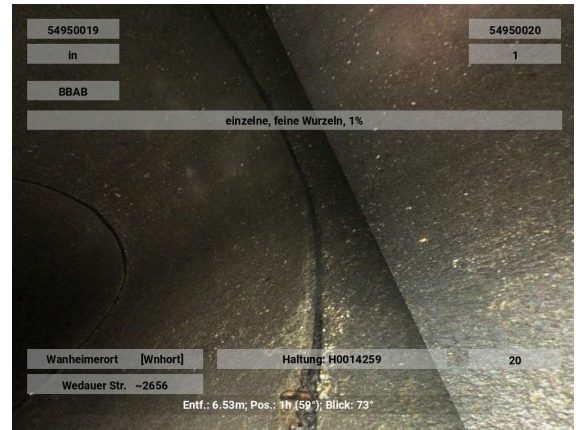 54950019 54950020
in 1
BBAB
einzelne, feine Wurzeln, 1%
Wanheimerort [Wnhort] Haltung: H0014259 20
Wedauer Str. ~2656
Entf.: 6.53m; Pos.: 1h (59°); Blick: 73°